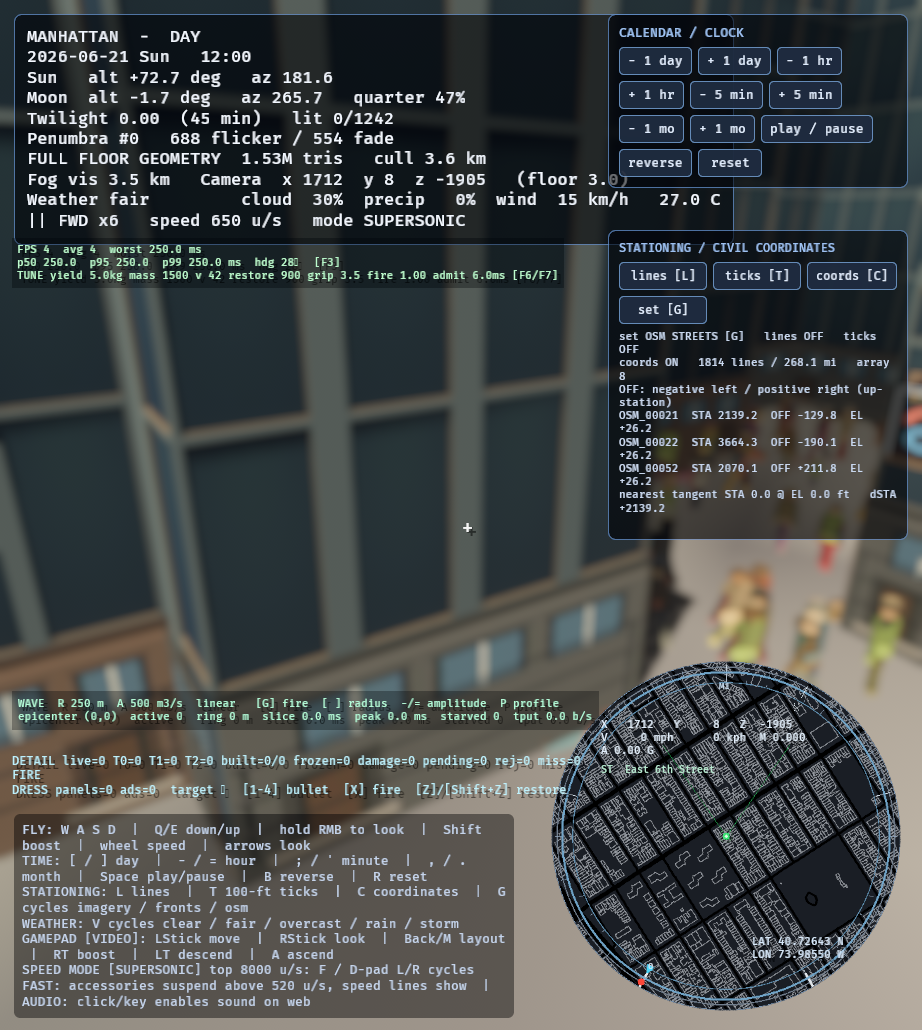 MANHATTAN  -  DAY
2026-06-21 Sun   12:00
Sun   alt +72.7 deg   az 181.6
Moon  alt -1.7 deg   az 265.7   quarter 47%
Twilight 0.00  (45 min)   lit 0/1242
Penumbra #0   688 flicker / 554 fade
FULL FLOOR GEOMETRY  1.53M tris   cull 3.6 km
Fog vis 3.5 km   Camera  x 1712  y 8  z -1905   (floor 3.0)
Weather fair         cloud  30%  precip   0%  wind  15 km/h   27.0 C
|| FWD x6   speed 650 u/s   mode SUPERSONIC
FPS 4  avg 4  worst 250.0 ms
p50 250.0  p95 250.0  p99 250.0 ms  hdg 28  [F3]
TUNE yield 5.0kg mass 1500 v 42 restore 900 grip 3.5 fire 1.00 admit 6.0ms [F6/F7]
CALENDAR / CLOCK
- 1 day
+ 1 day
- 1 hr
+ 1 hr
- 5 min
+ 5 min
- 1 mo
+ 1 mo
play / pause
reverse
reset
STATIONING / CIVIL COORDINATES
lines [L]
ticks [T]
coords [C]
set [G]
set OSM STREETS [G]   lines OFF   ticks
OFF
coords ON   1814 lines / 268.1 mi   array
8
OFF: negative left / positive right (up-
station)
OSM_00021  STA 2139.2  OFF -129.8  EL
+26.2
OSM_00022  STA 3664.3  OFF -190.1  EL
+26.2
OSM_00052  STA 2070.1  OFF +211.8  EL
+26.2
nearest tangent STA 0.0 @ EL 0.0 ft   dSTA
+2139.2
+
WAVE  R 250 m  A 500 m3/s  linear   [G] fire  [ ] radius  -/= amplitude  P profile
epicenter (0,0)  active 0  ring 0 m  slice 0.0 ms  peak 0.0 ms  starved 0  tput 0.0 b/s
DETAIL live=0 T0=0 T1=0 T2=0 built=0/0 frozen=0 damage=0 pending=0 rej=0 miss=0
FIRE
DRESS panels=0 ads=0  target  [1-4] bullet  [X] fire  [Z]/[Shift+Z] restore
FLY: W A S D  |  Q/E down/up  |  hold RMB to look  |  Shift
boost  |  wheel speed  |  arrows look
TIME: [ / ] day  |  - / = hour  |  ; / ' minute  |  , / .
month  |  Space play/pause  |  B reverse  |  R reset
STATIONING: L lines  |  T 100-ft ticks  |  C coordinates  |  G
cycles imagery / fronts / osm
WEATHER: V cycles clear / fair / overcast / rain / storm
GAMEPAD [VIDEO]: LStick move  |  RStick look  |  Back/M layout
|  RT boost  |  LT descend  |  A ascend
SPEED MODE [SUPERSONIC] top 8000 u/s: F / D-pad L/R cycles
FAST: accessories suspend above 520 u/s, speed lines show  |
AUDIO: click/key enables sound on web
X   1712   Y     8   Z  -1905
V     0 mph      0 kph  M 0.000
A 0.00 G
ST  East 6th Street
LAT 40.72643 N
LON 73.98550 W